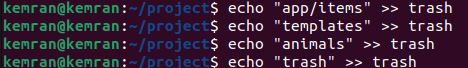 kemran@kemran:~/project$ echo "app/items" >> trash
kemran@kemran:~/project$ echo "templates" >> trash
kemran@kemran:~/project$ echo "animals" >> trash
kemran@kemran:~/project$ echo "trash" >> trash